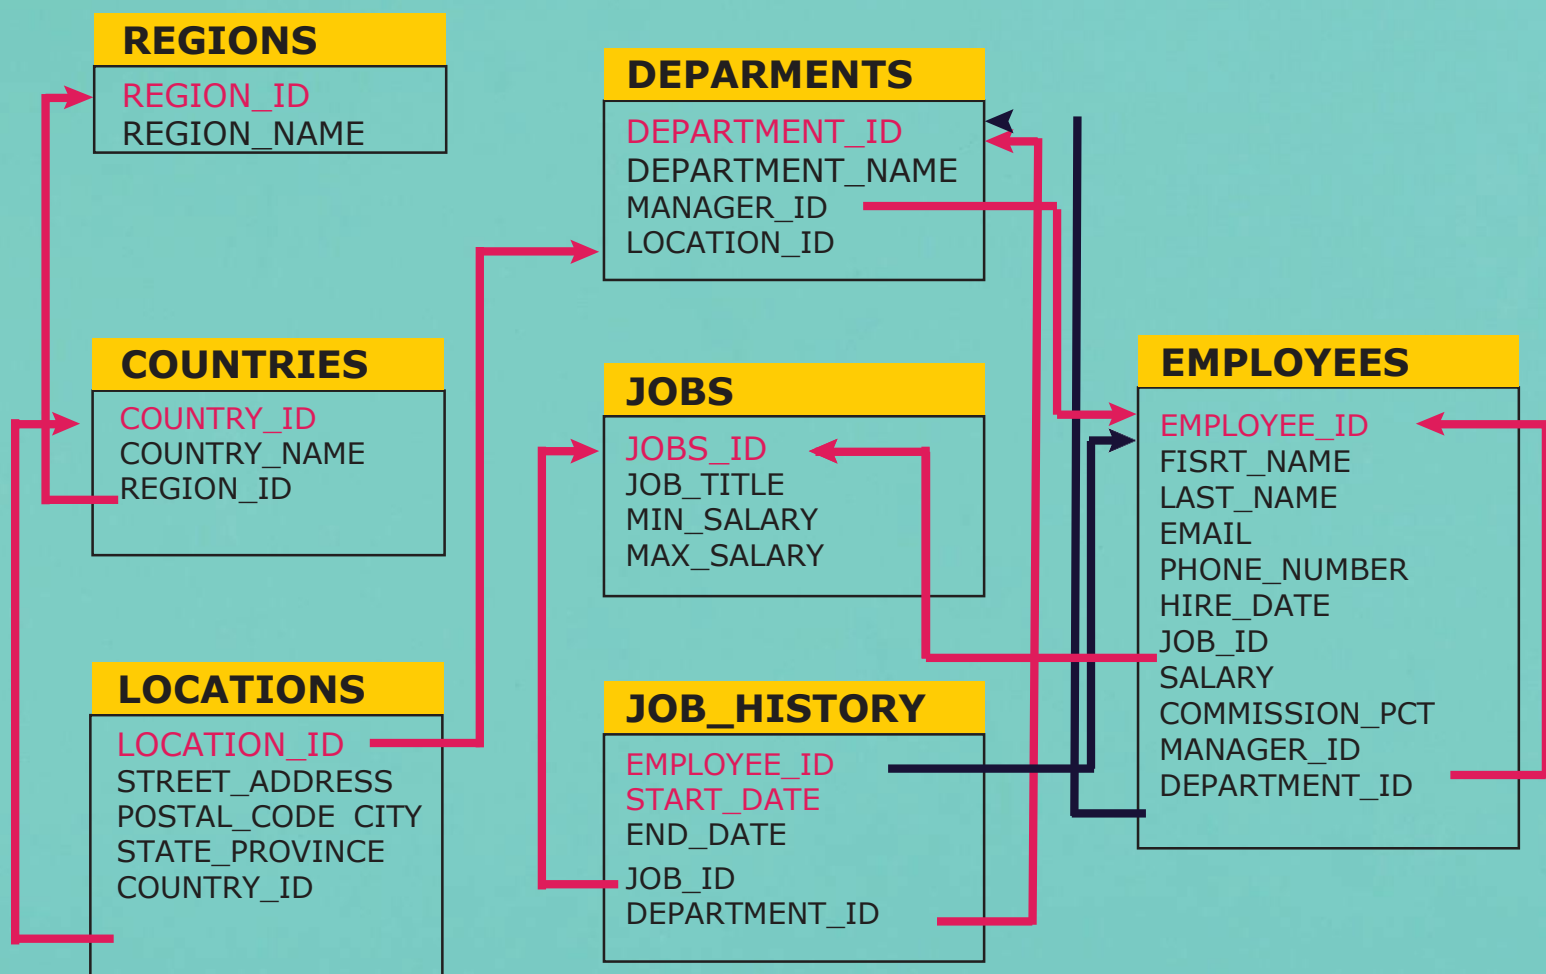 REGIONS
REGION_ID
REGION_NAME
COUNTRIES
COUNTRY_ID
COUNTRY_NAME
REGION_ID
LOCATIONS
LOCATION_ID
STREET_ADDRESS
POSTAL_CODE CITY
STATE_PROVINCE
COUNTRY_ID
DEPARMENTS
DEPARTMENT_ID
DEPARTMENT_NAME
MANAGER_ID
LOCATION_ID
JOBS
JOBS_ID
JOB_TITLE
MIN_SALARY
MAX_SALARY
JOB_HISTORY
EMPLOYEE_ID
START_DATE
END_DATE
JOB_ID
DEPARTMENT_ID
EMPLOYEES
EMPLOYEE_ID
FISRT_NAME
LAST_NAME
EMAIL
PHONE_NUMBER
HIRE_DATE
JOB_ID
SALARY
COMMISSION_PCT
MANAGER_ID
DEPARTMENT_ID